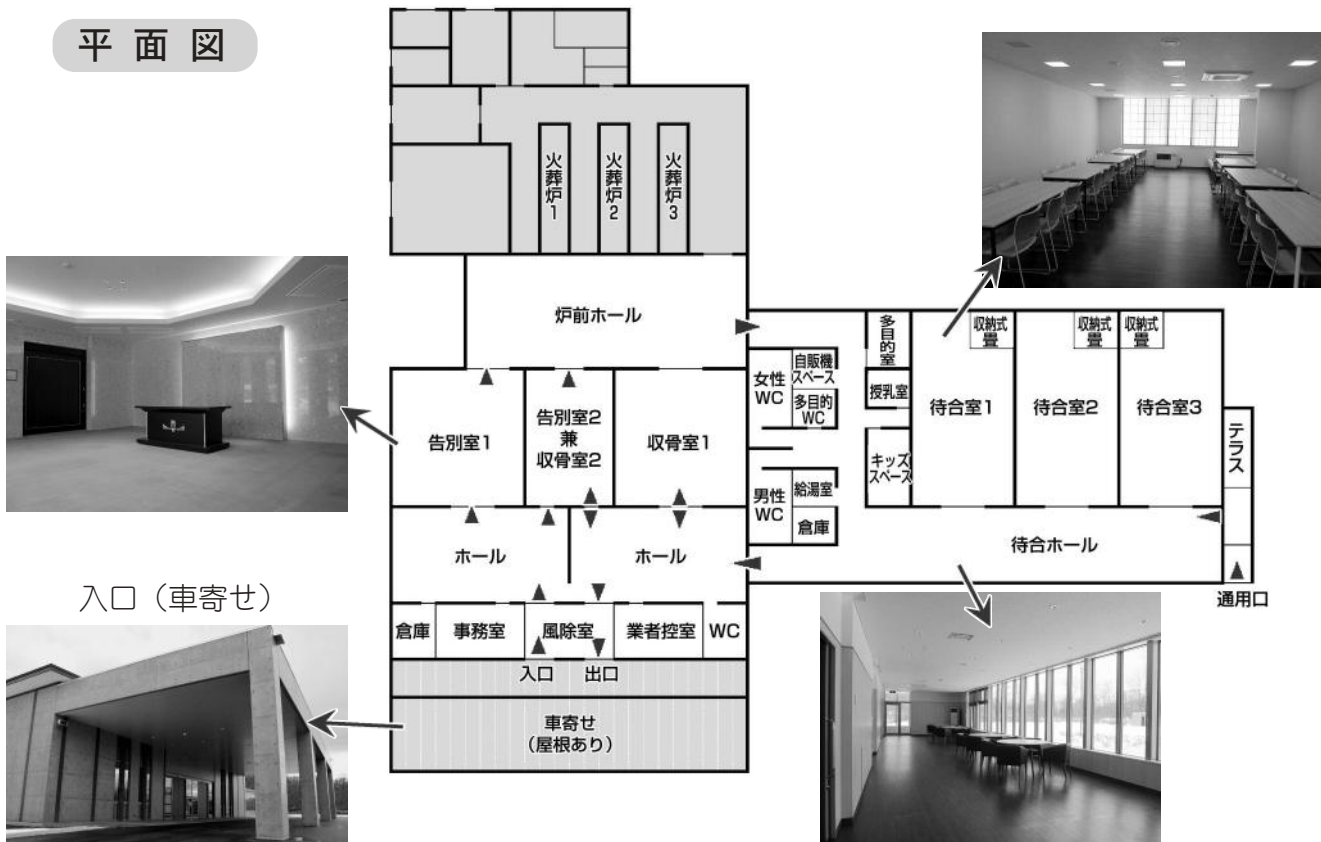 平面図
火葬炉1
火葬炉2
火葬炉3
炉前ホール
告別室1
告別室2
兼
収骨室2
収骨室1
女性
WC
自販機
スペース
多目的
WC
多目的室
授乳室
キッズ
スペース
収納式
畳
収納式
畳
収納式
畳
待合室1
待合室2
待合室3
テラス
男性
WC
給湯室
倉庫
待合ホール
通用口
ホール
ホール
倉庫
事務室
風除室
業者控室
WC
入口
出口
車寄せ
（屋根あり）
入口（車寄せ）